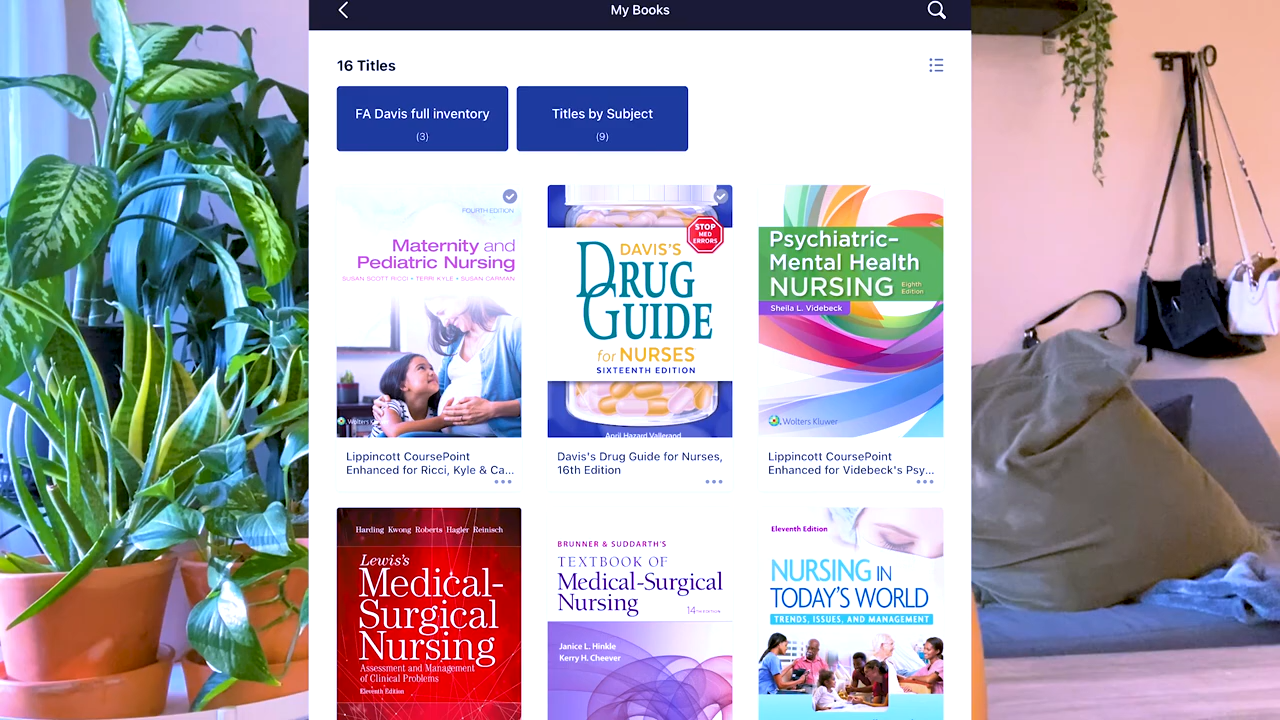 My Books
16 Titles
FA Davis full inventory
(3)
Titles by Subject
(9)
FOURTH EDITION
Maternity and
Pediatric Nursing
SUSAN SCOTT RICCI • TERRI KYLE • SUSAN CARMAN
Wolters
STOP
MED
ERRORS
DAVIS'S
DRUG
GUIDE
for NURSES
SIXTEENTH EDITION
April Hazard Vallerand
Psychiatric–
Mental Health
NURSING
Eighth
Edition
Sheila L. Videbeck
Wolters Kluwer
Lippincott CoursePoint
Enhanced for Ricci, Kyle & Ca...
Davis's Drug Guide for Nurses,
16th Edition
Lippincott CoursePoint
Enhanced for Videbeck's Psy...
Harding Kwong Roberts Hagler Reinisch
Lewis's
Medical-
Surgical
Nursing
Assessment and Management
of Clinical Problems
Eleventh Edition
BRUNNER & SUDDARTH'S
TEXTBOOK OF
Medical-Surgical
Nursing
14TH EDITION
Janice L. Hinkle
Kerry H. Cheever
Eleventh Edition
NURSING IN
TODAY'S WORLD
TRENDS, ISSUES, AND MANAGEMENT